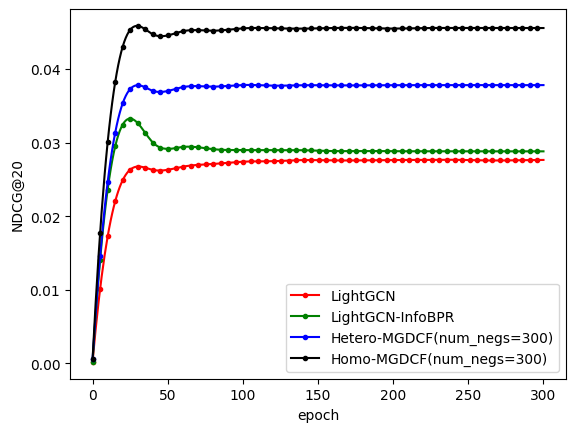 NDCG@20
0.04
0.03
0.02
0.01
0.00
0 50 100 150 200 250 300
epoch
LightGCN
LightGCN-InfoBPR
Hetero-MGDCF(num_negs=300)
Homo-MGDCF(num_negs=300)